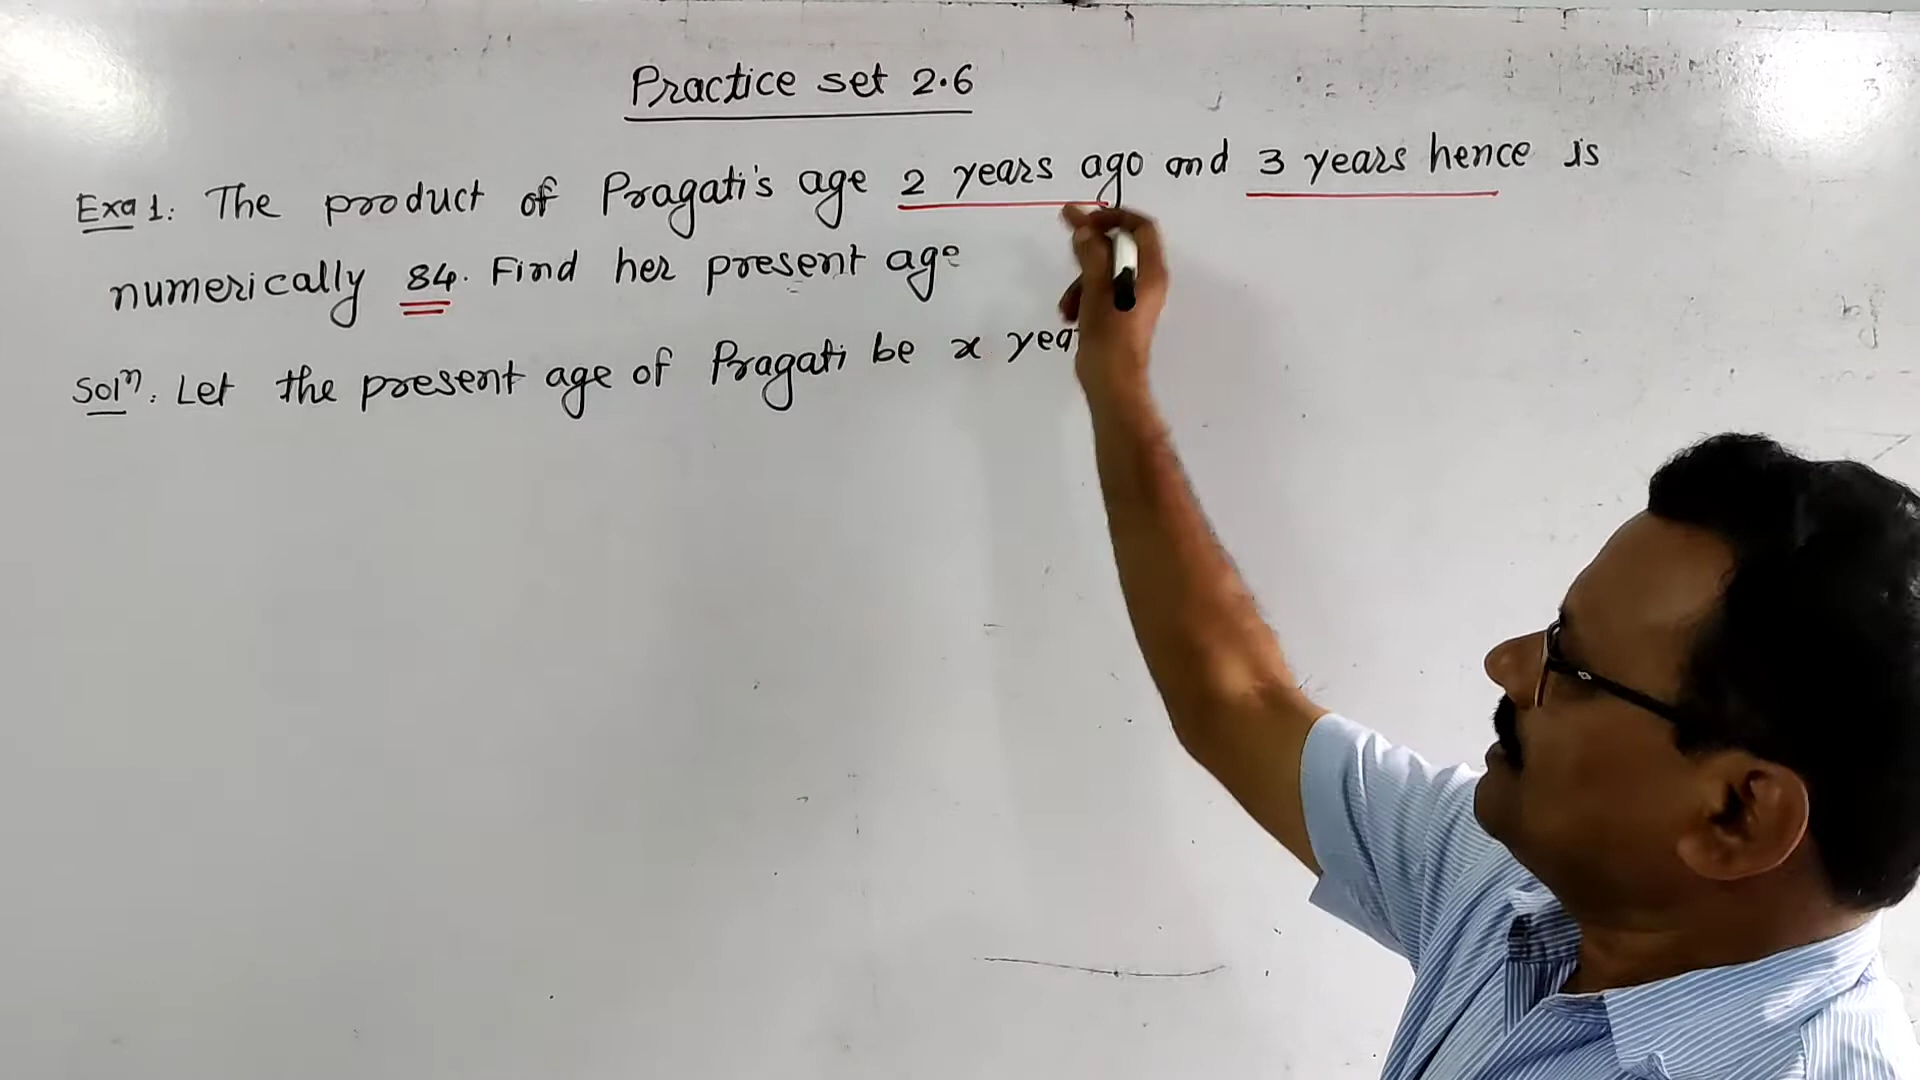 Practice set 2.6
Exa 1. The product of Pragati's age 2 years ago and 3 years hence is
numerically 84. Find her present age
Solⁿ. Let the present age of Pragati be x yea